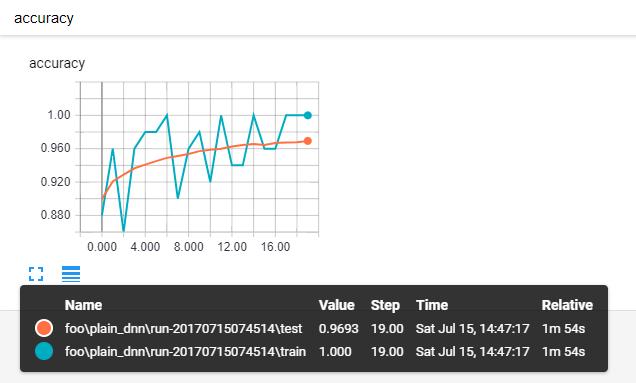 accuracy
accuracy
1.00
0.960
0.920
0.880
0.000 4.000 8.000 12.00 16.00
Name Value Step Time Relative
foo\plain_dnn\run-20170715074514\test 0.9693 19.00 Sat Jul 15, 14:47:17 1m 54s
foo\plain_dnn\run-20170715074514\train 1.000 19.00 Sat Jul 15, 14:47:17 1m 54s